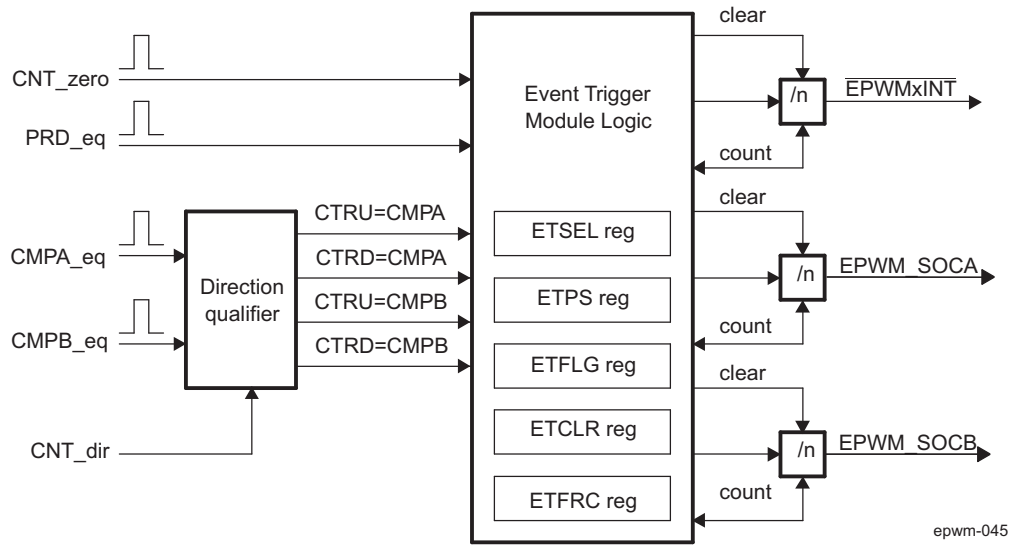 clear
CNT_zero
Event Trigger
Module Logic
/n
EPWMxINT
PRD_eq
count
clear
CTRU=CMPA
ETSEL reg
CMPA_eq
CTRD=CMPA
/n
EPWM_SOCA
Direction
qualifier
ETPS reg
CTRU=CMPB
CMPB_eq
count
CTRD=CMPB
ETFLG reg
clear
ETCLR reg
CNT_dir
/n
EPWM_SOCB
count
ETFRC reg
epwm-045